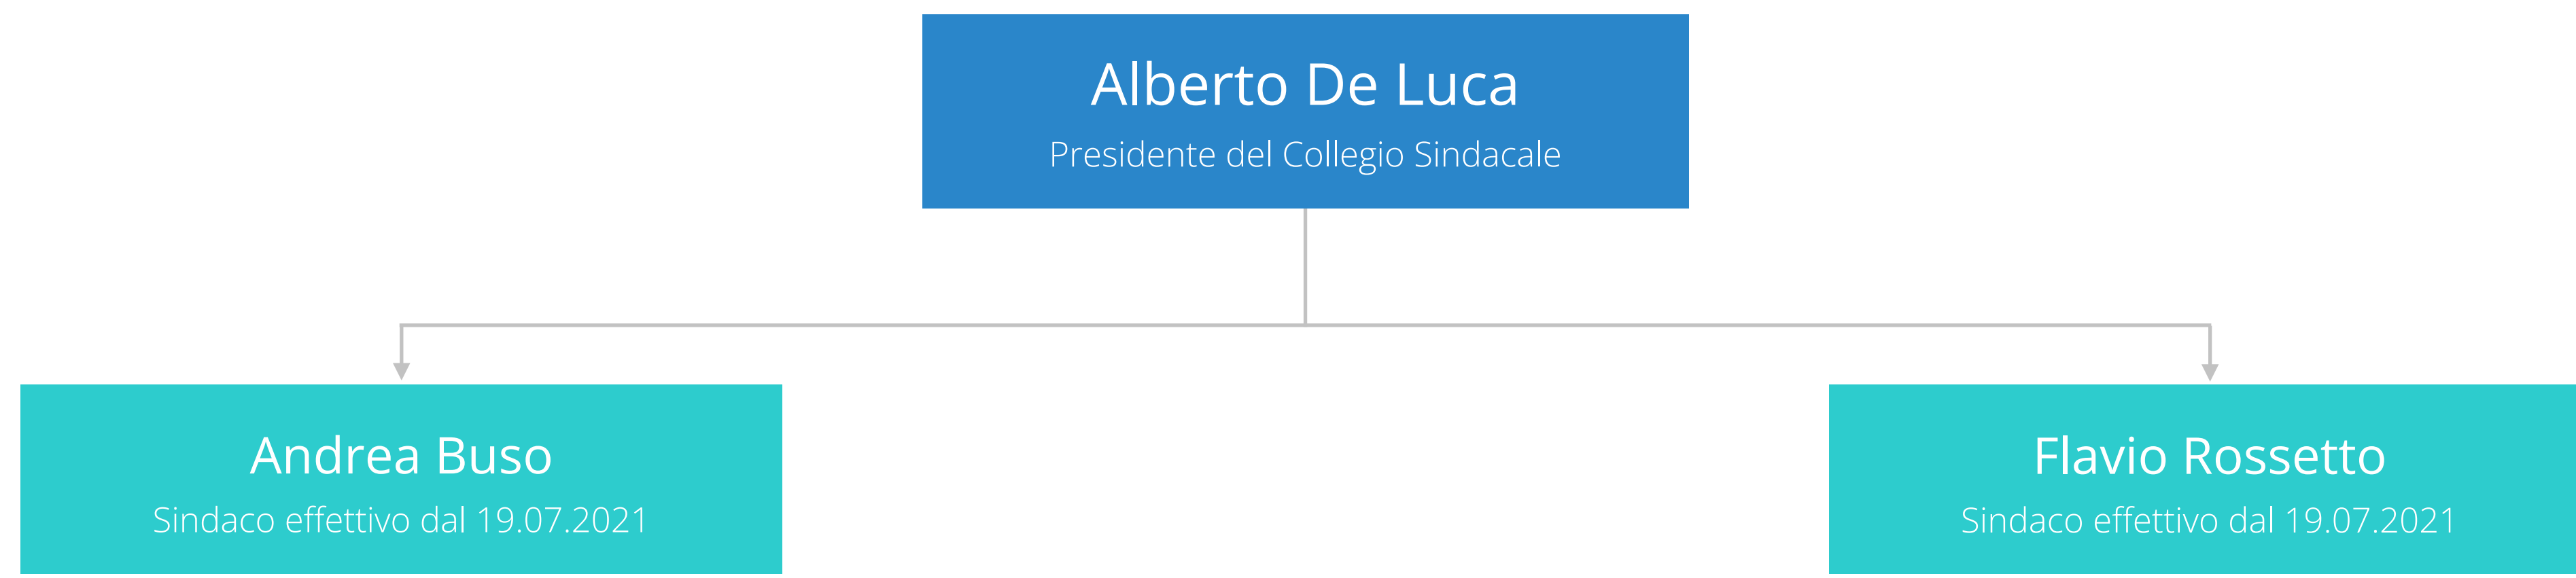 Alberto De Luca
Presidente del Collegio Sindacale
Andrea Buso
Sindaco effettivo dal 19.07.2021
Flavio Rossetto
Sindaco effettivo dal 19.07.2021